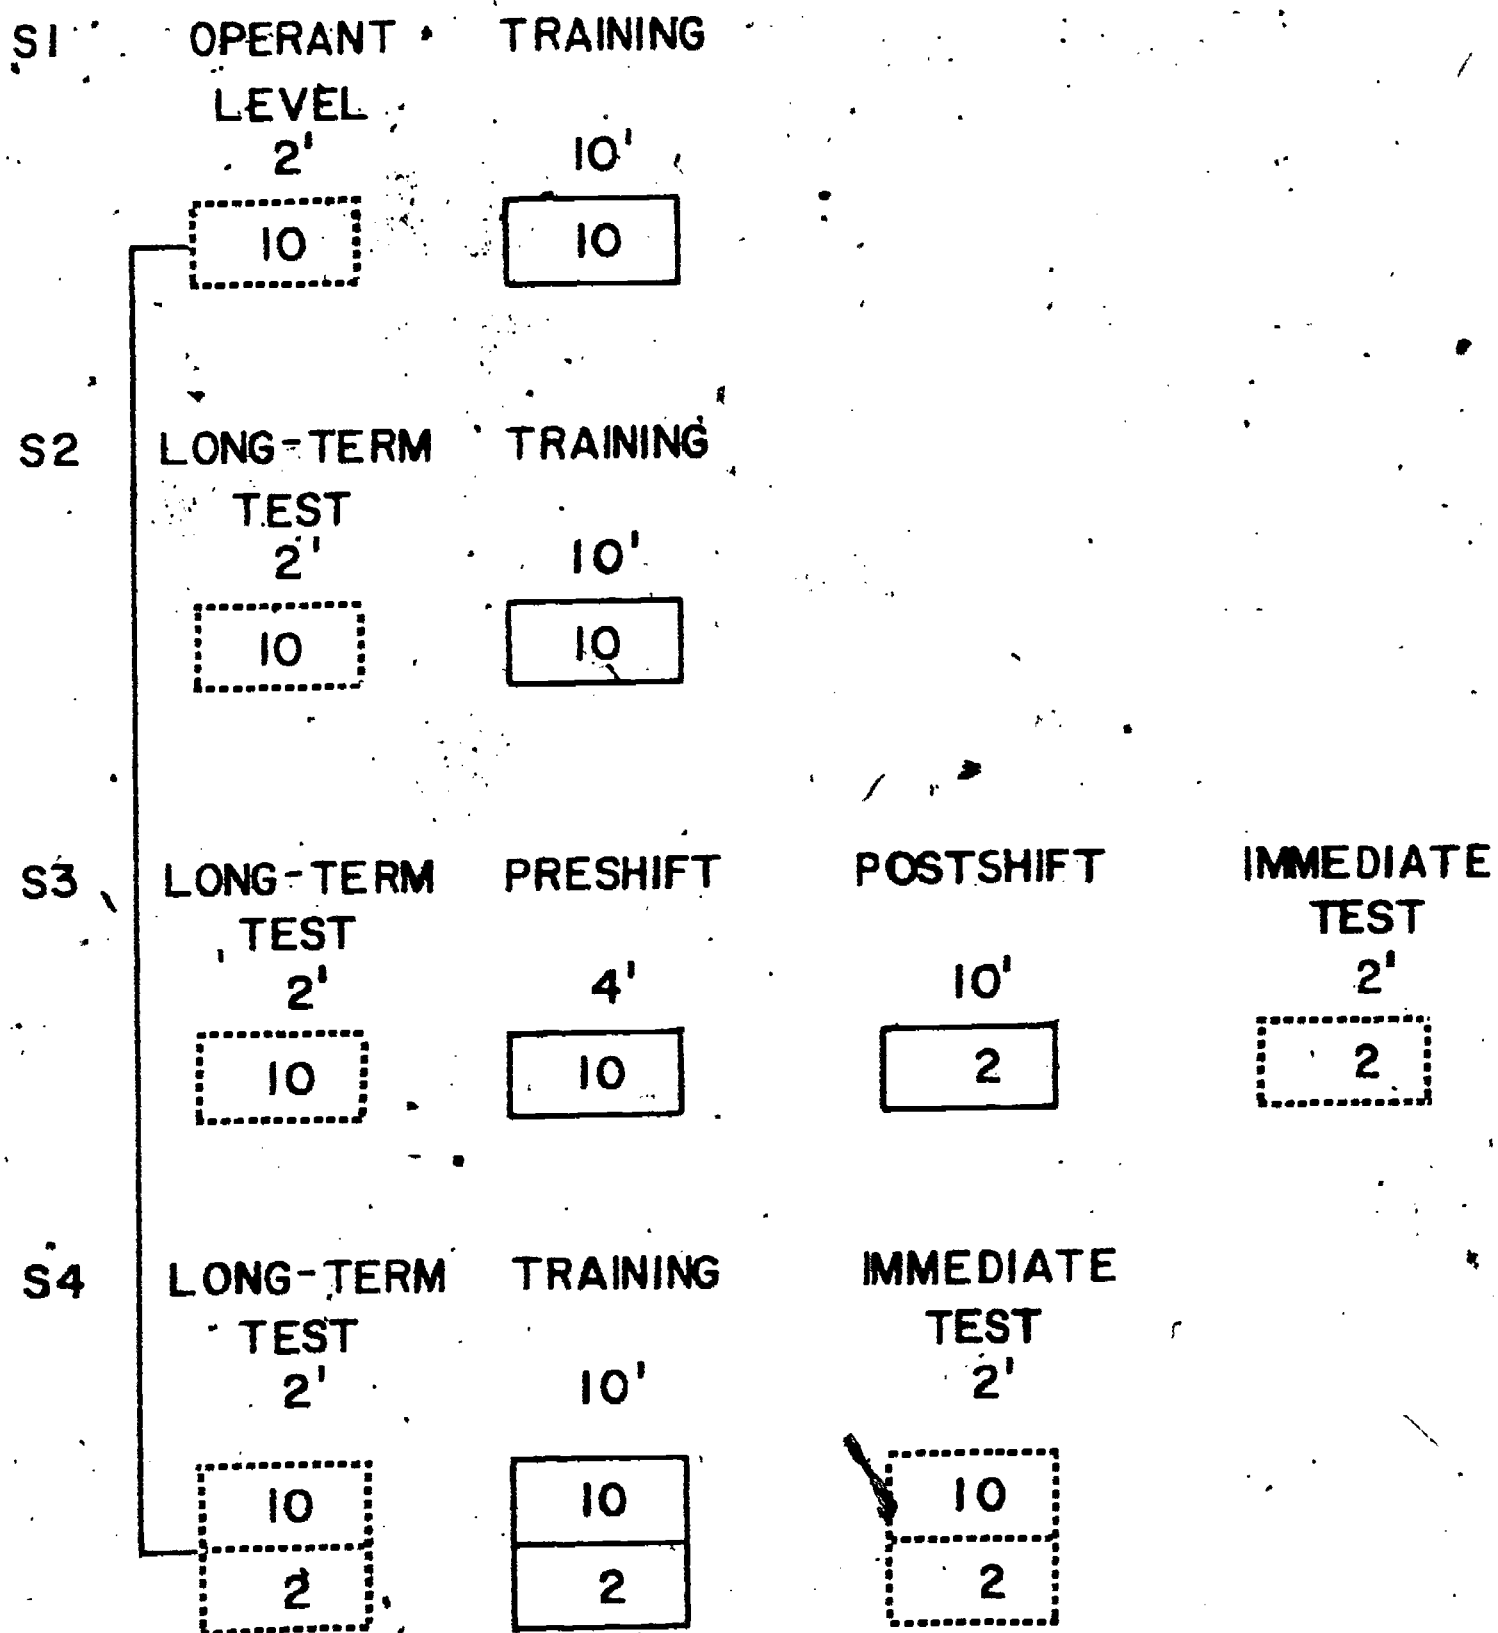 S1 OPERANT TRAINING
LEVEL
2' 10'
10 10
S2 LONG-TERM TRAINING
TEST
2' 10'
10 10
S3 LONG-TERM PRESHIFT POSTSHIFT IMMEDIATE
TEST TEST
2' 4' 10' 2'
10 10 2 2
S4 LONG-TERM TRAINING IMMEDIATE
TEST TEST
2' 10' 2'
10 10 10
2 2 2